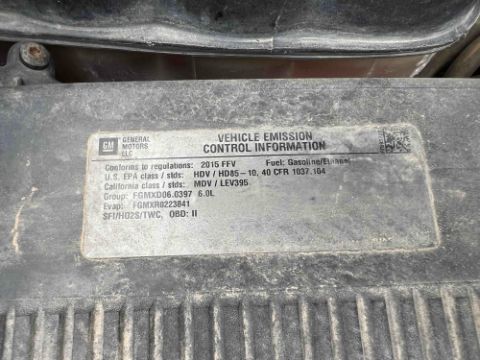 GM
GENERAL MOTORS LLC
VEHICLE EMISSION
CONTROL INFORMATION
Conforms to regulations: 2015 FFV Fuel: Gasoline/Ethanol
U.S. EPA class / stds: HDV / HD85-10, 40 CFR 1037.104
California class / stds: MDV / LEV395
Group: FGMXD06.0397 6.0L
Evap: FGMXR0223841
SFI/HO2S/TWC, OBD: II